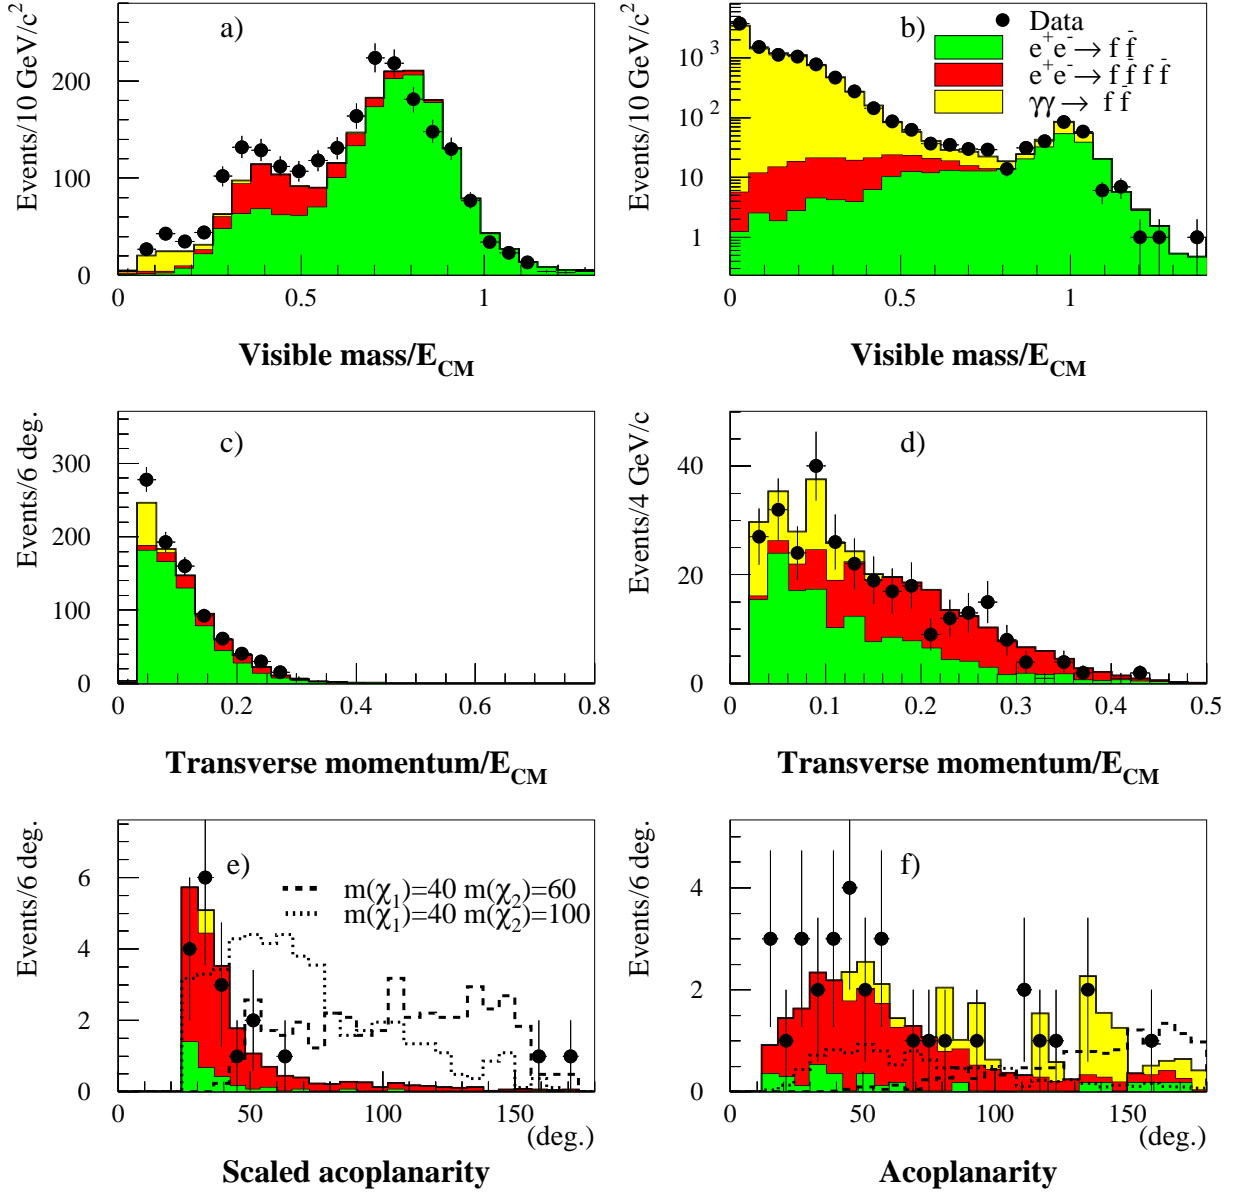 Events/10 GeV/c²
a)
200
100
0
0 0.5 1
Visible mass/E_CM
Events/10 GeV/c²
b)
Data
e⁺e⁻→ f f̄
e⁺e⁻→ f f̄ f f̄
γγ → f f̄
10³
10²
10
1
0 0.5 1
Visible mass/E_CM
Events/6 deg.
c)
300
200
100
0
0 0.2 0.4 0.6 0.8
Transverse momentum/E_CM
Events/4 GeV/c
d)
40
20
0
0 0.1 0.2 0.3 0.4 0.5
Transverse momentum/E_CM
Events/6 deg.
e)
m(χ₁)=40 m(χ₂)=60
m(χ₁)=40 m(χ₂)=100
6
4
2
0
0 50 100 150
(deg.)
Scaled acoplanarity
Events/6 deg.
f)
4
2
0
0 50 100 150
(deg.)
Acoplanarity